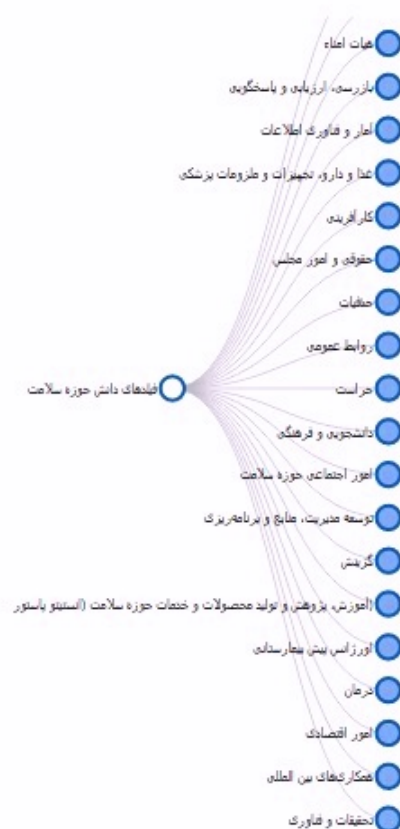 هیات امناء
بازرسی، ارزیابی و پاسخگویی
آمار و فناوری اطلاعات
غذا و دارو، تجهیزات و ملزومات پزشکی
کارآفرینی
حقوقی و امور مجلس
روابط عمومی
فیلدهای دانش حوزه سلامت
حراست
دانشجویی و فرهنگی
امور اجتماعی حوزه سلامت
توسعه مدیریت، منابع و برنامه‌ریزی
گزینش
(آموزش، پژوهش و تولید محصولات و خدمات حوزه سلامت (انستیتو پاستور
اورژانس پیش بیمارستانی
درمان
امور اقتصادی
همکاری‌های بین المللی
تحقیقات و فناوری